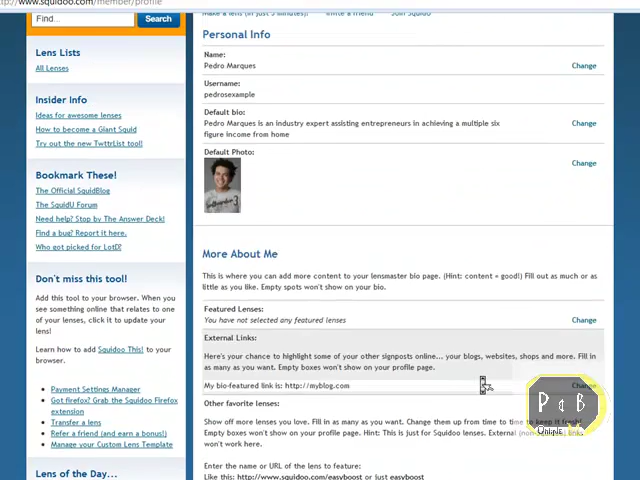 http://www.squidoo.com/member/profile
Find...
Search
Make a lens (in just 5 minutes)!
Invite a friend
Join Squidoo
Lens Lists
All Lenses
Insider Info
Ideas for awesome lenses
How to become a Giant Squid
Try out the new TwttrList tool!
Bookmark These!
The Official SquidBlog
The SquidU Forum
Need help? Stop by The Answer Deck!
Find a bug? Report it here.
Who got picked for LotD?
Don't miss this tool!
Add this tool to your browser. When you
see something online that relates to one
of your lenses, click it to update your
lens!
Learn how to add Squidoo This! to your
browser.
Payment Settings Manager
Got firefox? Grab the Squidoo Firefox
extension
Transfer a lens
Refer a friend (and earn a bonus!)
Manage your Custom Lens Template
Lens of the Day...
Personal Info
Name:
Pedro Marques
Change
Username:
pedrosexample
Default bio:
Pedro Marques is an industry expert assisting entrepreneurs in achieving a multiple six
figure income from home
Change
Default Photo:
Change
More About Me
This is where you can add more content to your lensmaster bio page. (Hint: content = good!) Fill out as much or as
little as you like. Empty spots won't show on your bio.
Featured Lenses:
You have not selected any featured lenses
Change
External Links:
Here's your chance to highlight some of your other signposts online... your blogs, websites, shops and more. Fill in
as many as you want. Empty boxes won't show on your profile page.
My bio-featured link is: http://myblog.com
Change
Other favorite lenses:
Show off more lenses you love. Fill in as many as you want. Change them up from time to time to keep it fresh!
Empty boxes won't show on your profile page. Hint: This is just for Squidoo lenses. External (non-squidoo) links
won't work here.
Enter the name or URL of the lens to feature:
Like this: http://www.squidoo.com/easyboost or just easyboost
P & B
Online